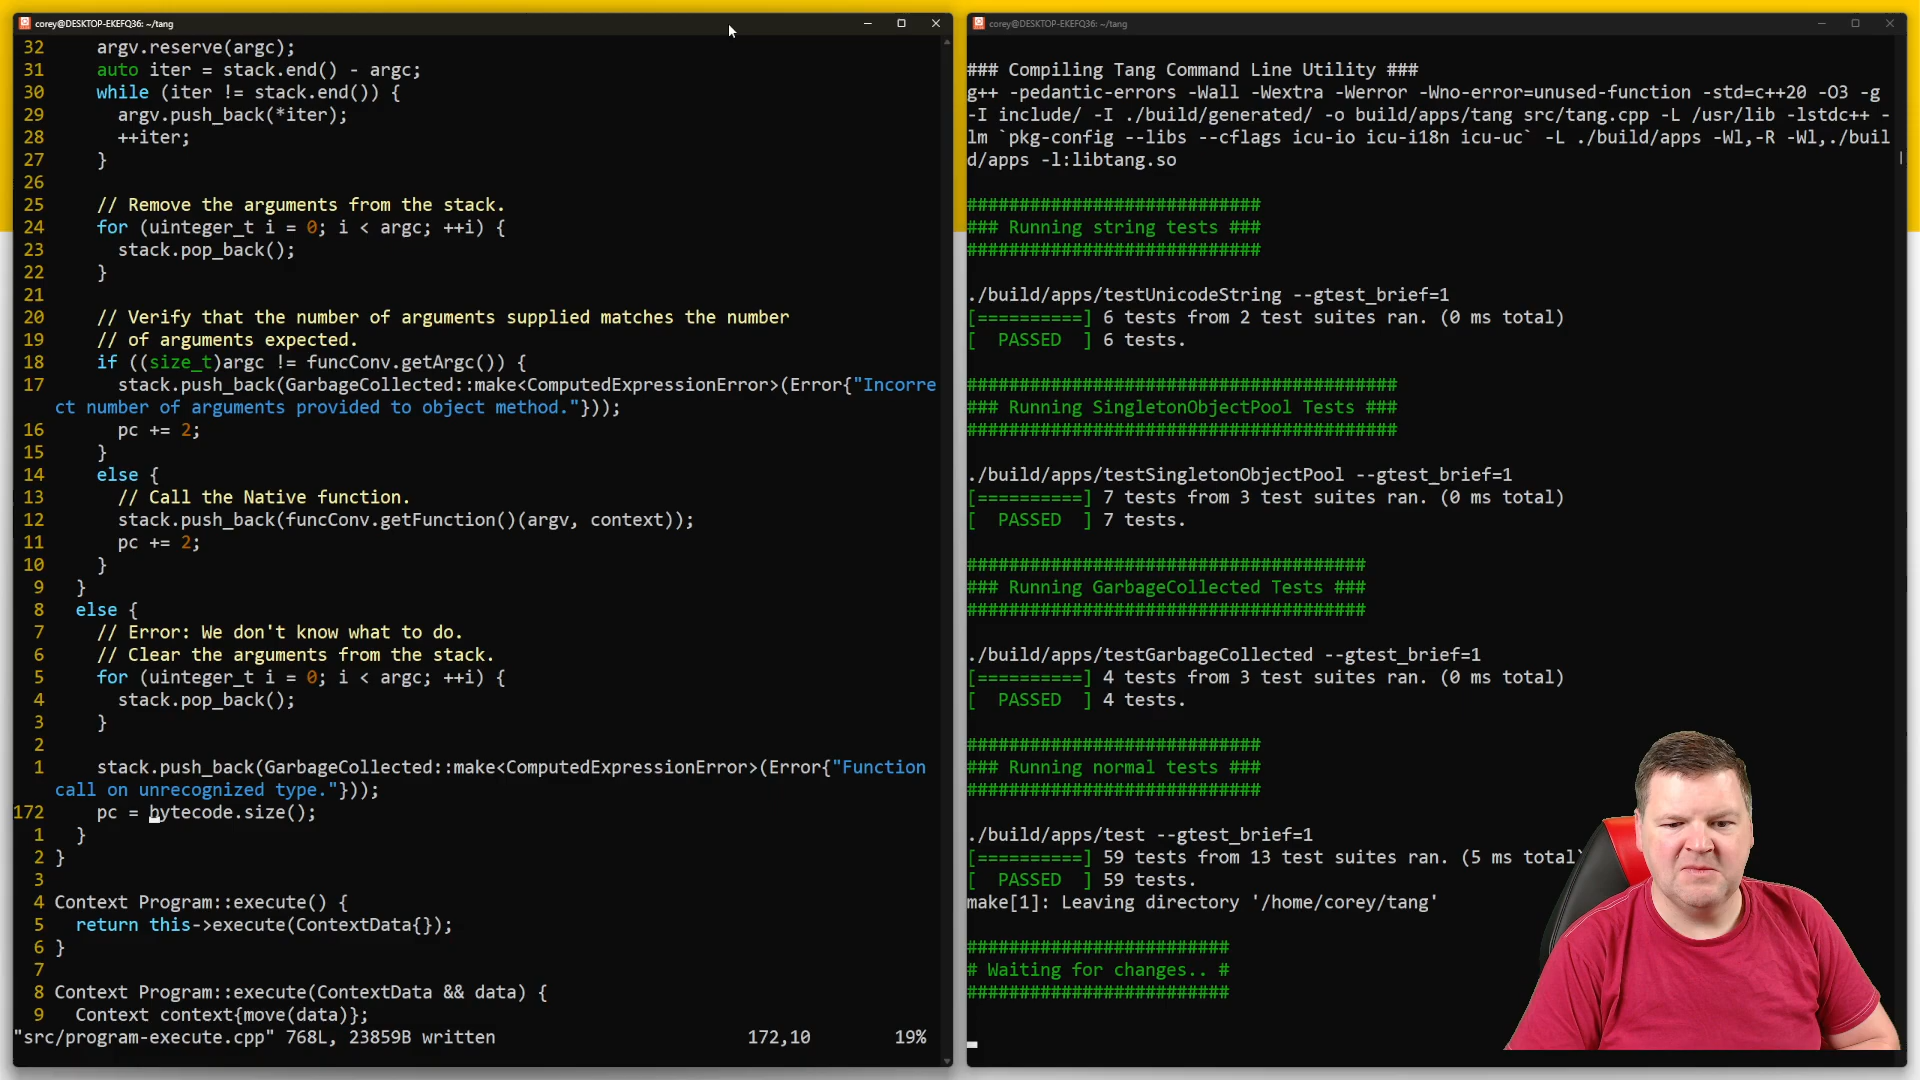 corey@DESKTOP-EKEFQ36: ~/tang
32     argv.reserve(argc);
31     auto iter = stack.end() - argc;
30     while (iter != stack.end()) {
29       argv.push_back(*iter);
28       ++iter;
27     }
26
25     // Remove the arguments from the stack.
24     for (uinteger_t i = 0; i < argc; ++i) {
23       stack.pop_back();
22     }
21
20     // Verify that the number of arguments supplied matches the number
19     // of arguments expected.
18     if ((size_t)argc != funcConv.getArgc()) {
17       stack.push_back(GarbageCollected::make<ComputedExpressionError>(Error{"Incorre
ct number of arguments provided to object method."}));
16       pc += 2;
15     }
14     else {
13       // Call the Native function.
12       stack.push_back(funcConv.getFunction()(argv, context));
11       pc += 2;
10     }
9   }
8   else {
7     // Error: We don't know what to do.
6     // Clear the arguments from the stack.
5     for (uinteger_t i = 0; i < argc; ++i) {
4       stack.pop_back();
3     }
2
1     stack.push_back(GarbageCollected::make<ComputedExpressionError>(Error{"Function
call on unrecognized type."}));
172     pc = bytecode.size();
1   }
2 }
3
4 Context Program::execute() {
5   return this->execute(ContextData{});
6 }
7
8 Context Program::execute(ContextData && data) {
9   Context context{move(data)};
"src/program-execute.cpp" 768L, 23859B written 172,10 19%
corey@DESKTOP-EKEFQ36: ~/tang
### Compiling Tang Command Line Utility ###
g++ -pedantic-errors -Wall -Wextra -Werror -Wno-error=unused-function -std=c++20 -O3 -g
-I include/ -I ./build/generated/ -o build/apps/tang src/tang.cpp -L /usr/lib -lstdc++ -
lm `pkg-config --libs --cflags icu-io icu-i18n icu-uc` -L ./build/apps -Wl,-R -Wl,./buil
d/apps -l:libtang.so
############################
### Running string tests ###
############################
./build/apps/testUnicodeString --gtest_brief=1
[==========] 6 tests from 2 test suites ran. (0 ms total)
[  PASSED  ] 6 tests.
#########################################
### Running SingletonObjectPool Tests ###
#########################################
./build/apps/testSingletonObjectPool --gtest_brief=1
[==========] 7 tests from 3 test suites ran. (0 ms total)
[  PASSED  ] 7 tests.
######################################
### Running GarbageCollected Tests ###
######################################
./build/apps/testGarbageCollected --gtest_brief=1
[==========] 4 tests from 3 test suites ran. (0 ms total)
[  PASSED  ] 4 tests.
############################
### Running normal tests ###
############################
./build/apps/test --gtest_brief=1
[==========] 59 tests from 13 test suites ran. (5 ms total)
[  PASSED  ] 59 tests.
make[1]: Leaving directory '/home/corey/tang'
#########################
# Waiting for changes.. #
#########################